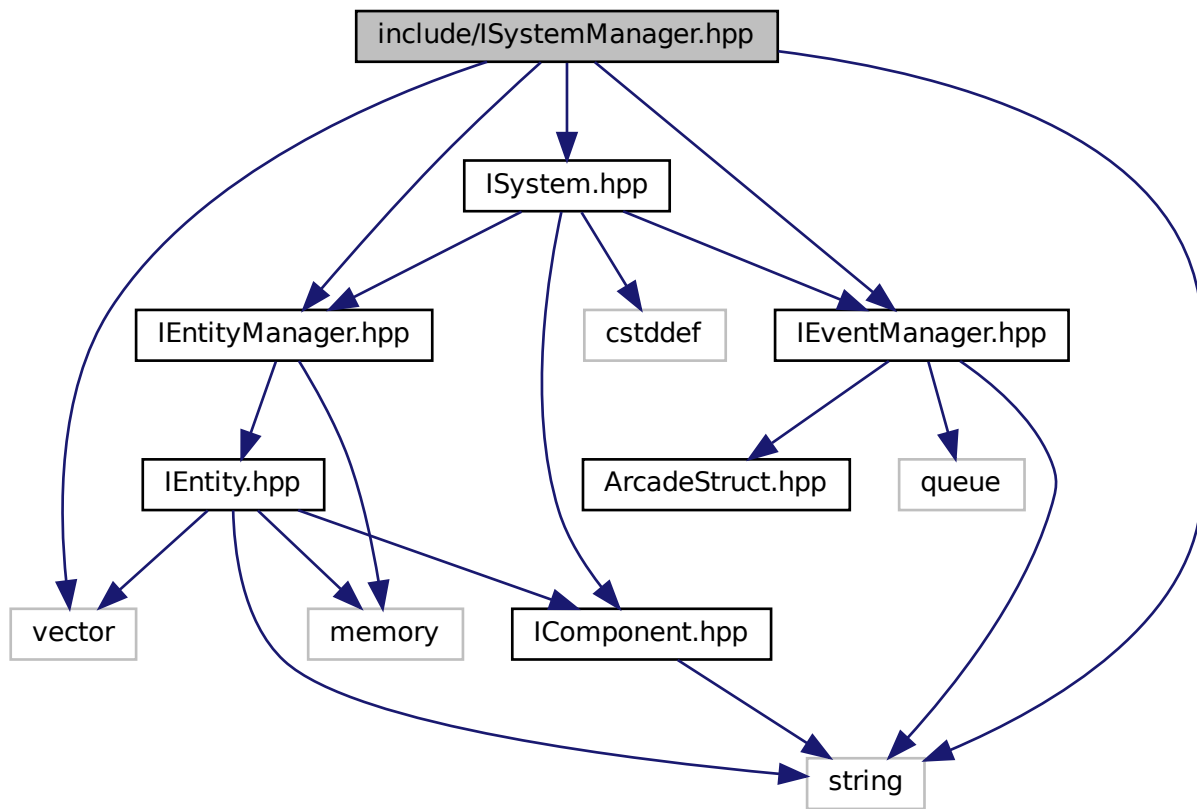 include/ISystemManager.hpp
ISystem.hpp
IEntityManager.hpp
cstddef
IEventManager.hpp
IEntity.hpp
ArcadeStruct.hpp
queue
vector
memory
IComponent.hpp
string